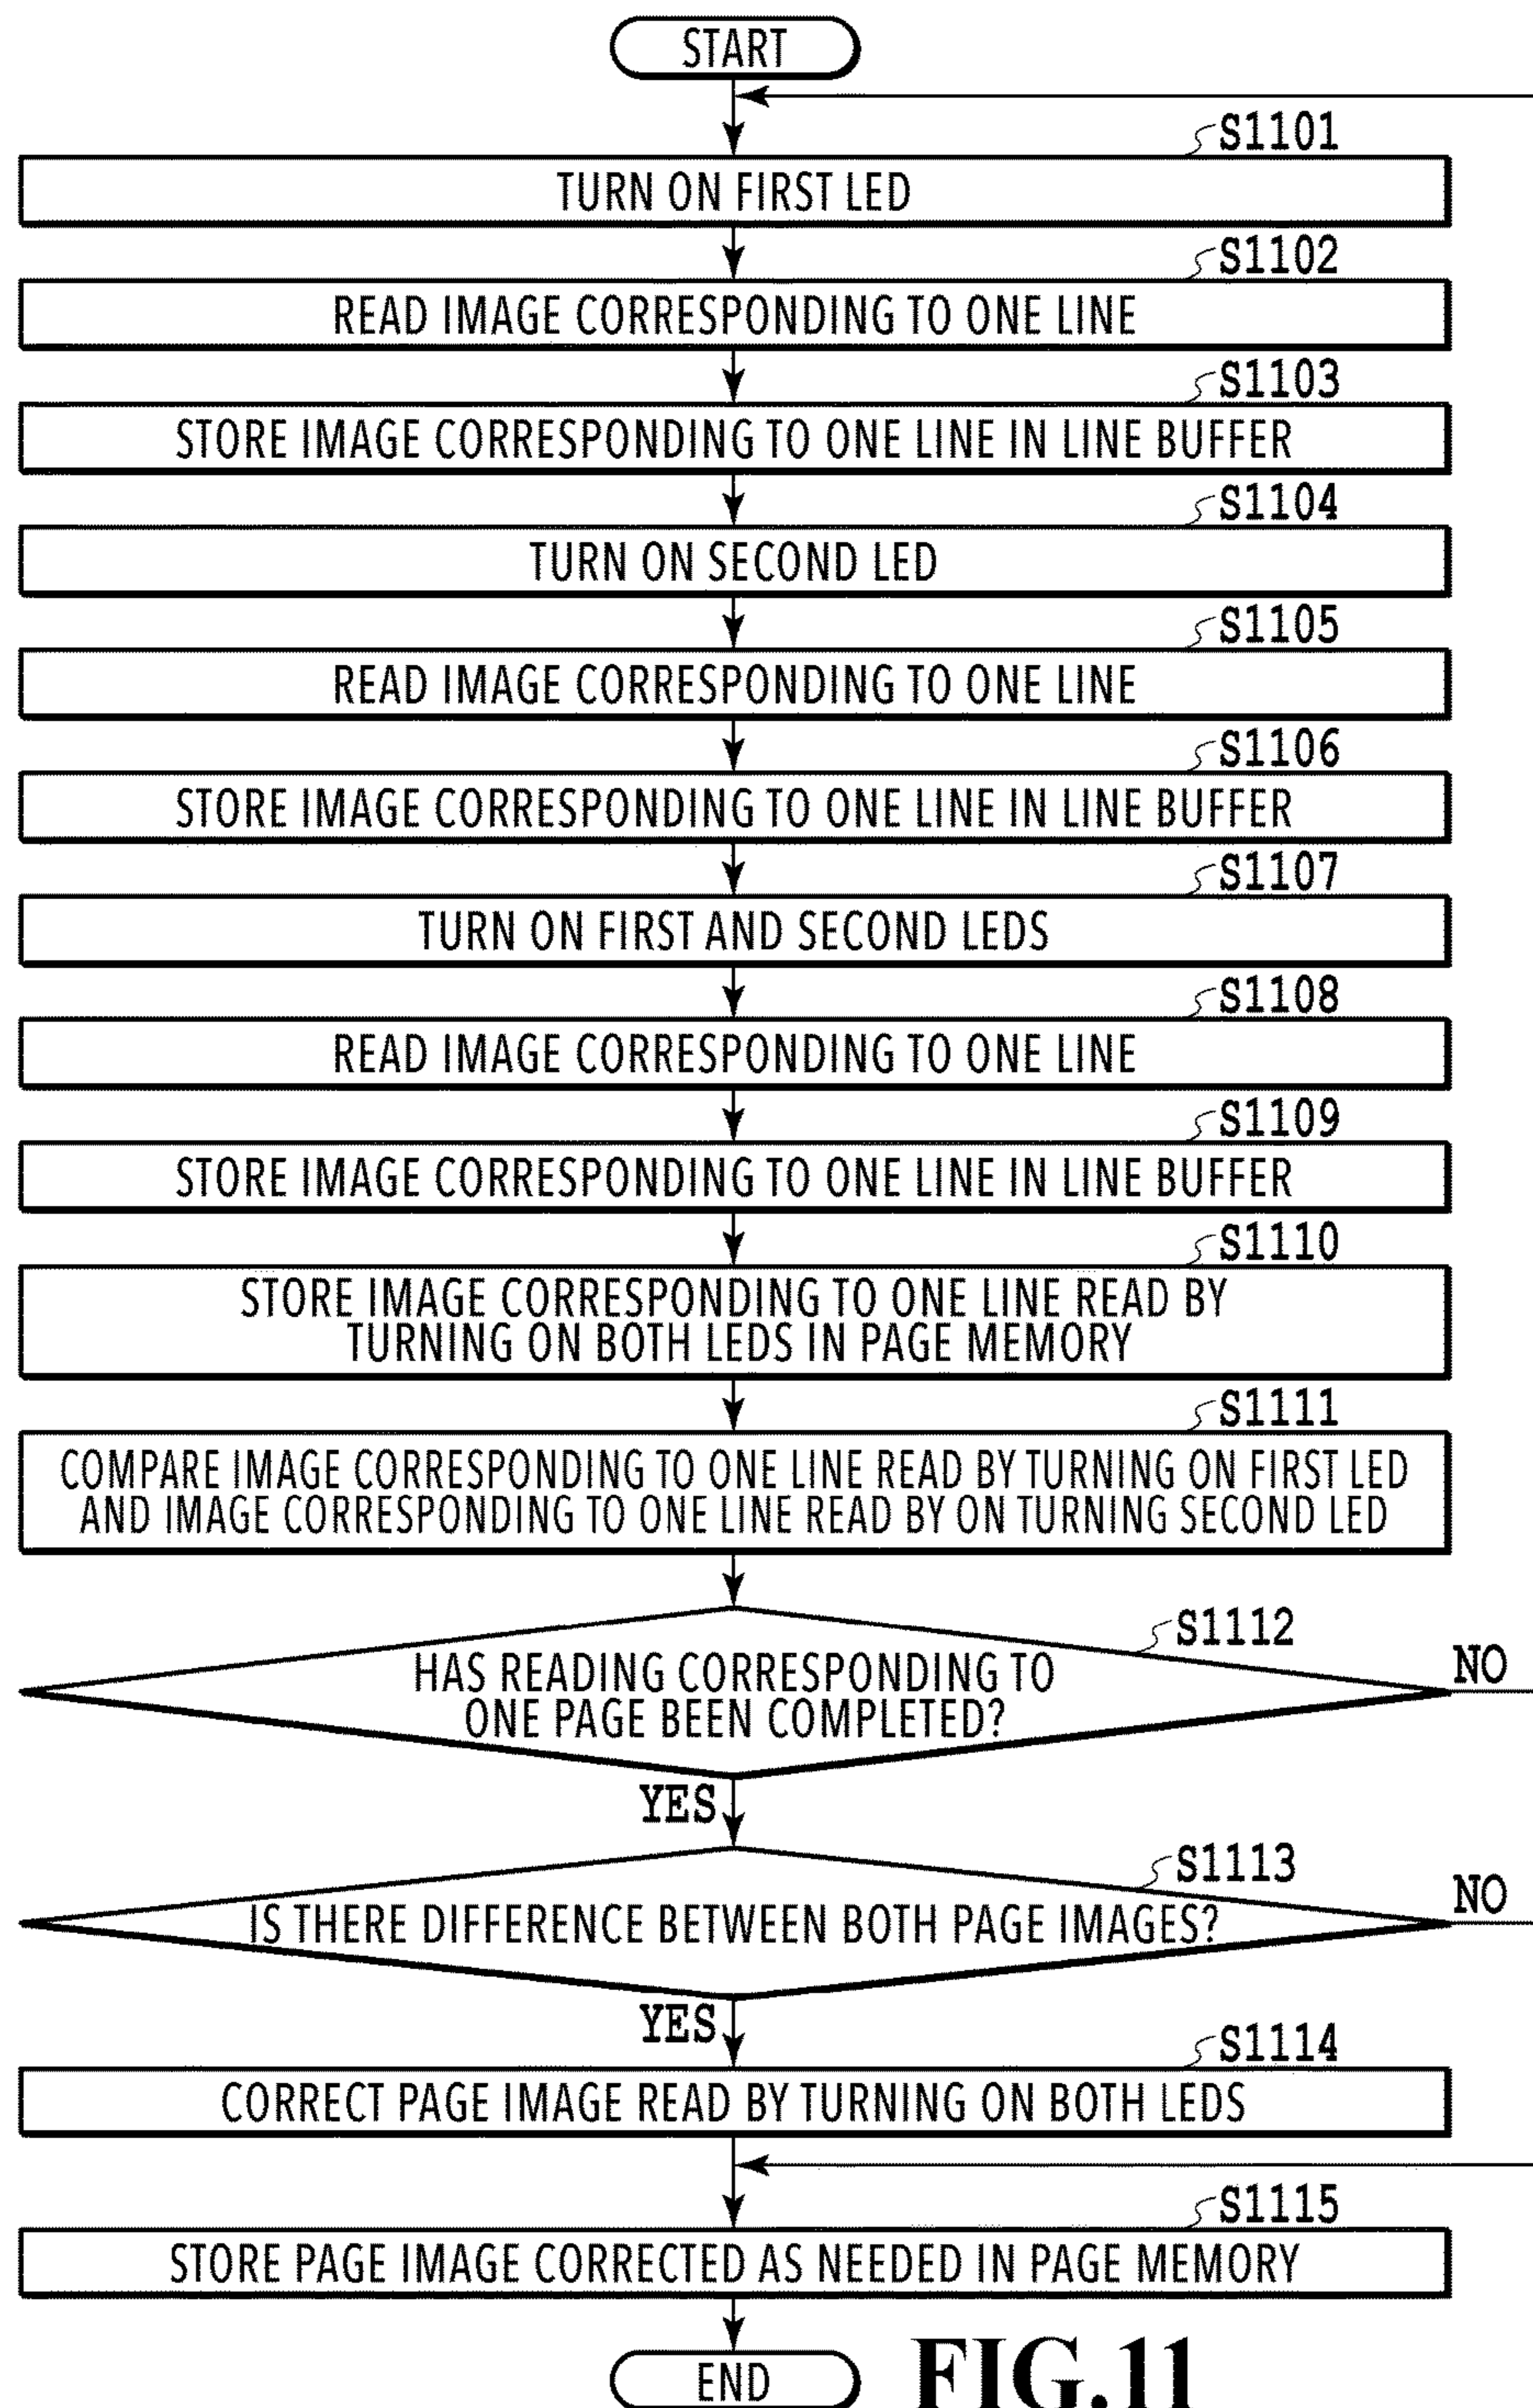 START
S1101
TURN ON FIRST LED
S1102
READ IMAGE CORRESPONDING TO ONE LINE
S1103
STORE IMAGE CORRESPONDING TO ONE LINE IN LINE BUFFER
S1104
TURN ON SECOND LED
S1105
READ IMAGE CORRESPONDING TO ONE LINE
S1106
STORE IMAGE CORRESPONDING TO ONE LINE IN LINE BUFFER
S1107
TURN ON FIRST AND SECOND LEDS
S1108
READ IMAGE CORRESPONDING TO ONE LINE
S1109
STORE IMAGE CORRESPONDING TO ONE LINE IN LINE BUFFER
S1110
STORE IMAGE CORRESPONDING TO ONE LINE READ BY
TURNING ON BOTH LEDS IN PAGE MEMORY
S1111
COMPARE IMAGE CORRESPONDING TO ONE LINE READ BY TURNING ON FIRST LED
AND IMAGE CORRESPONDING TO ONE LINE READ BY ON TURNING SECOND LED
S1112
HAS READING CORRESPONDING TO
ONE PAGE BEEN COMPLETED?
NO
YES
S1113
IS THERE DIFFERENCE BETWEEN BOTH PAGE IMAGES?
NO
YES
S1114
CORRECT PAGE IMAGE READ BY TURNING ON BOTH LEDS
S1115
STORE PAGE IMAGE CORRECTED AS NEEDED IN PAGE MEMORY
END
FIG.11